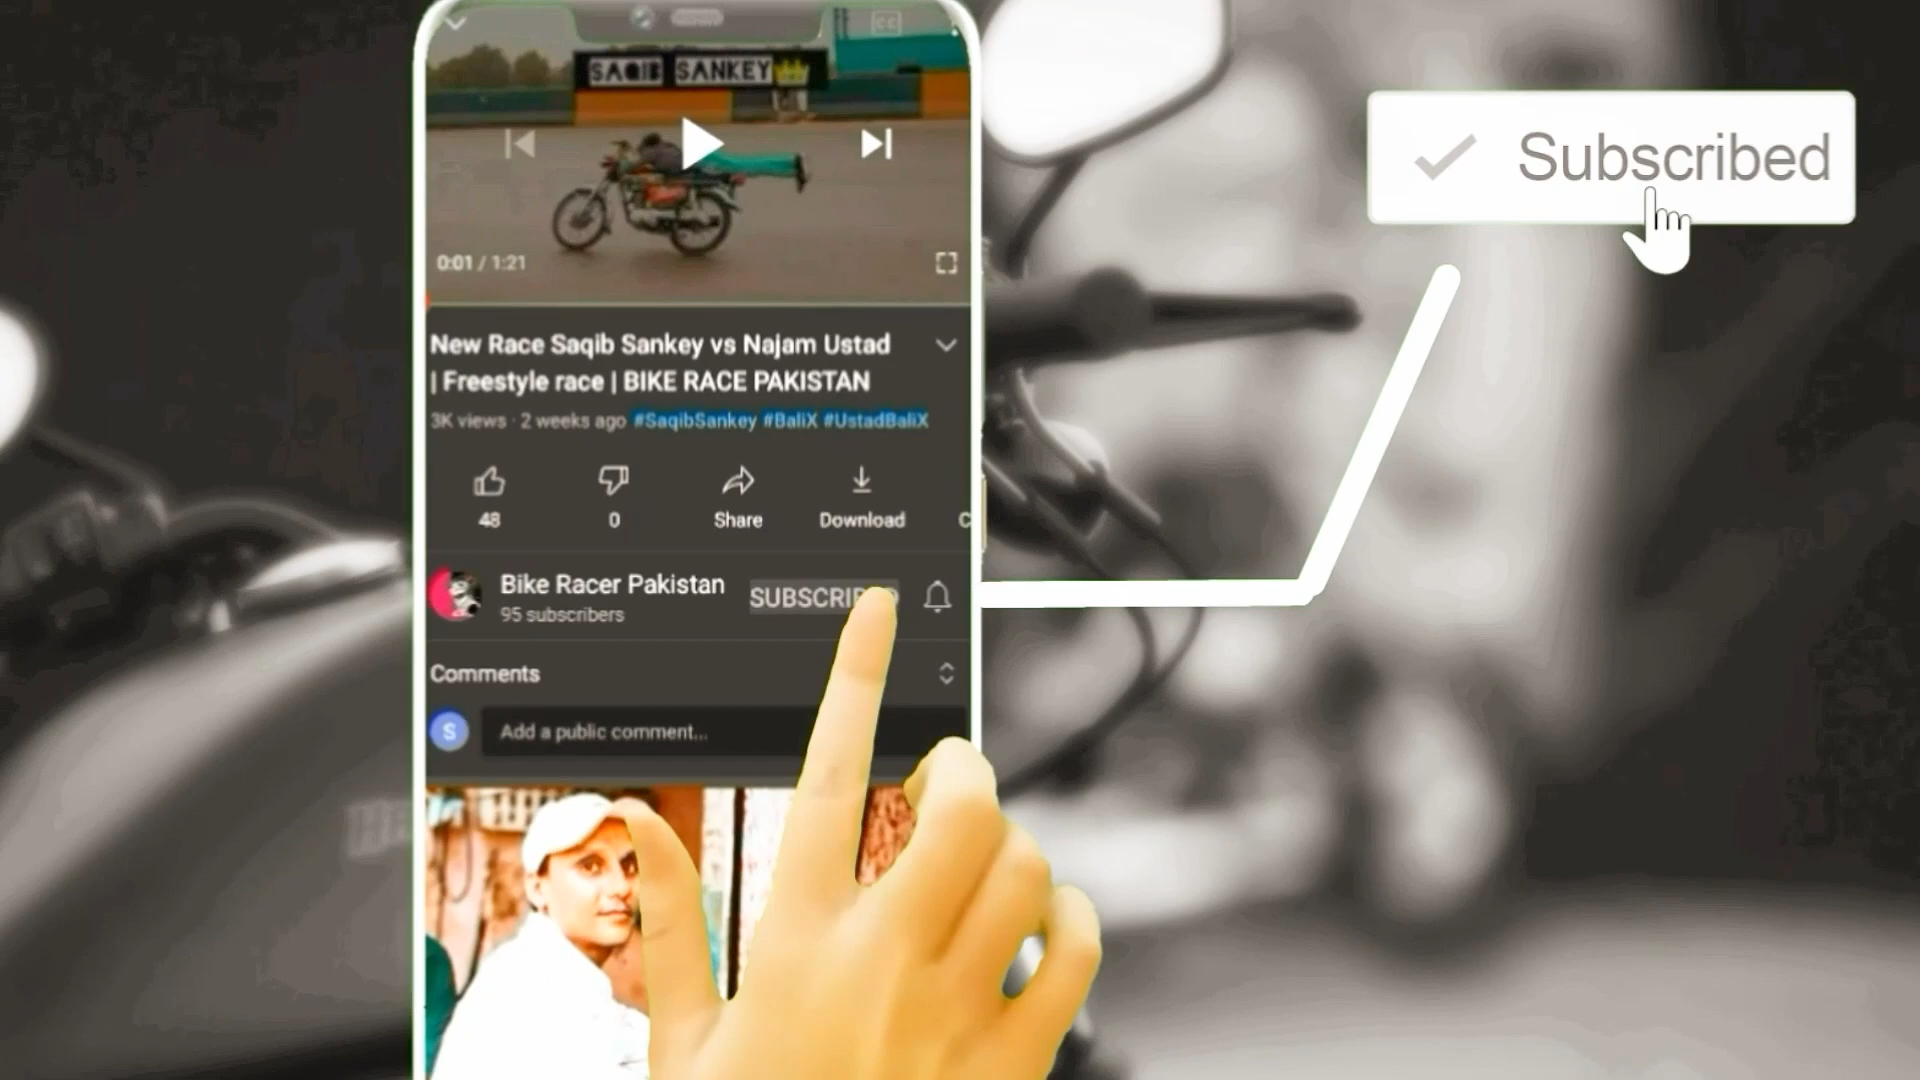 SAQIB SANKEY
0:01 / 1:21
New Race Saqib Sankey vs Najam Ustad
| Freestyle race | BIKE RACE PAKISTAN
3K views · 2 weeks ago #SaqibSankey #BaliX #UstadBaliX
48
0
Share
Download
C
Bike Racer Pakistan
SUBSCRIBED
95 subscribers
Comments
S
Add a public comment...
Subscribed